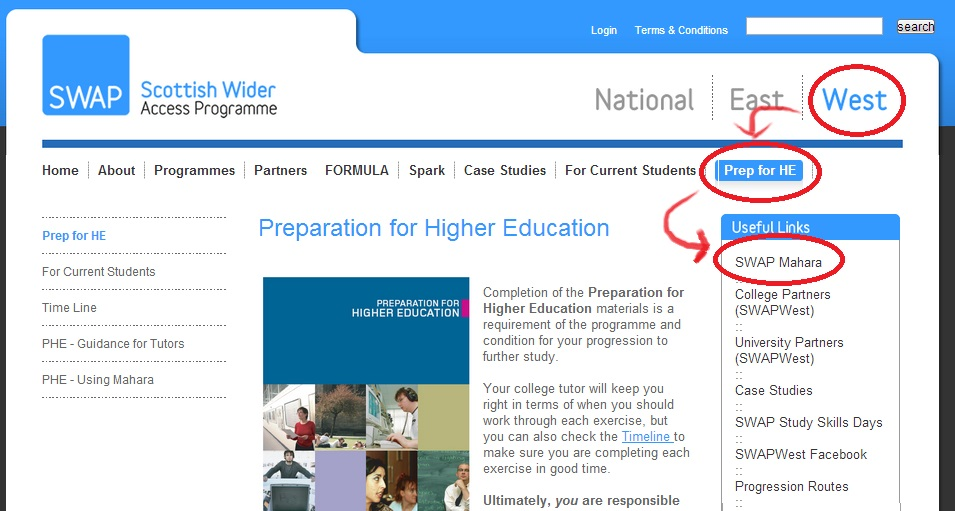 Login Terms & Conditions search
SWAP Scottish Wider
Access Programme
National East West
Home About Programmes Partners FORMULA Spark Case Studies For Current Students Prep for HE
Prep for HE
For Current Students
Time Line
PHE - Guidance for Tutors
PHE - Using Mahara
Preparation for Higher Education
PREPARATION FOR
HIGHER EDUCATION
Completion of the Preparation for
Higher Education materials is a
requirement of the programme and
condition for your progression to
further study.
Your college tutor will keep you
right in terms of when you should
work through each exercise, but
you can also check the Timeline to
make sure you are completing each
exercise in good time.
Ultimately, you are responsible
Useful Links
SWAP Mahara
::
College Partners
(SWAPWest)
::
University Partners
(SWAPWest)
::
Case Studies
::
SWAP Study Skills Days
::
SWAPWest Facebook
::
Progression Routes
::